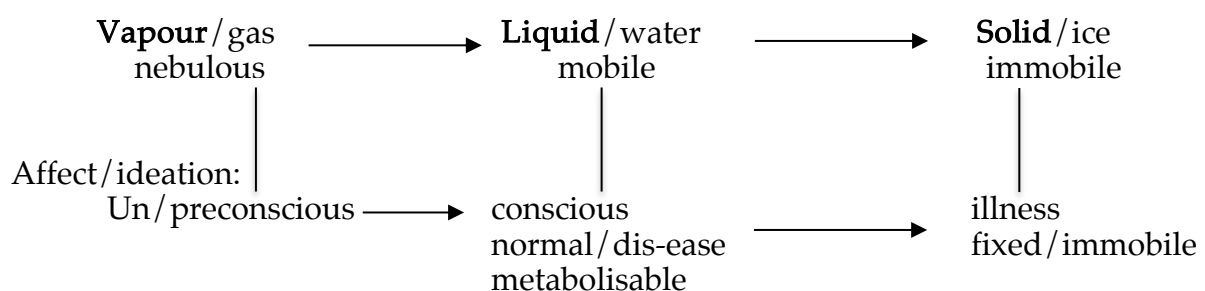 Vapour/gas Liquid/water Solid/ice
nebulous mobile immobile
Affect/ideation:
Un/preconscious conscious illness
normal/dis-ease fixed/immobile
metabolisable